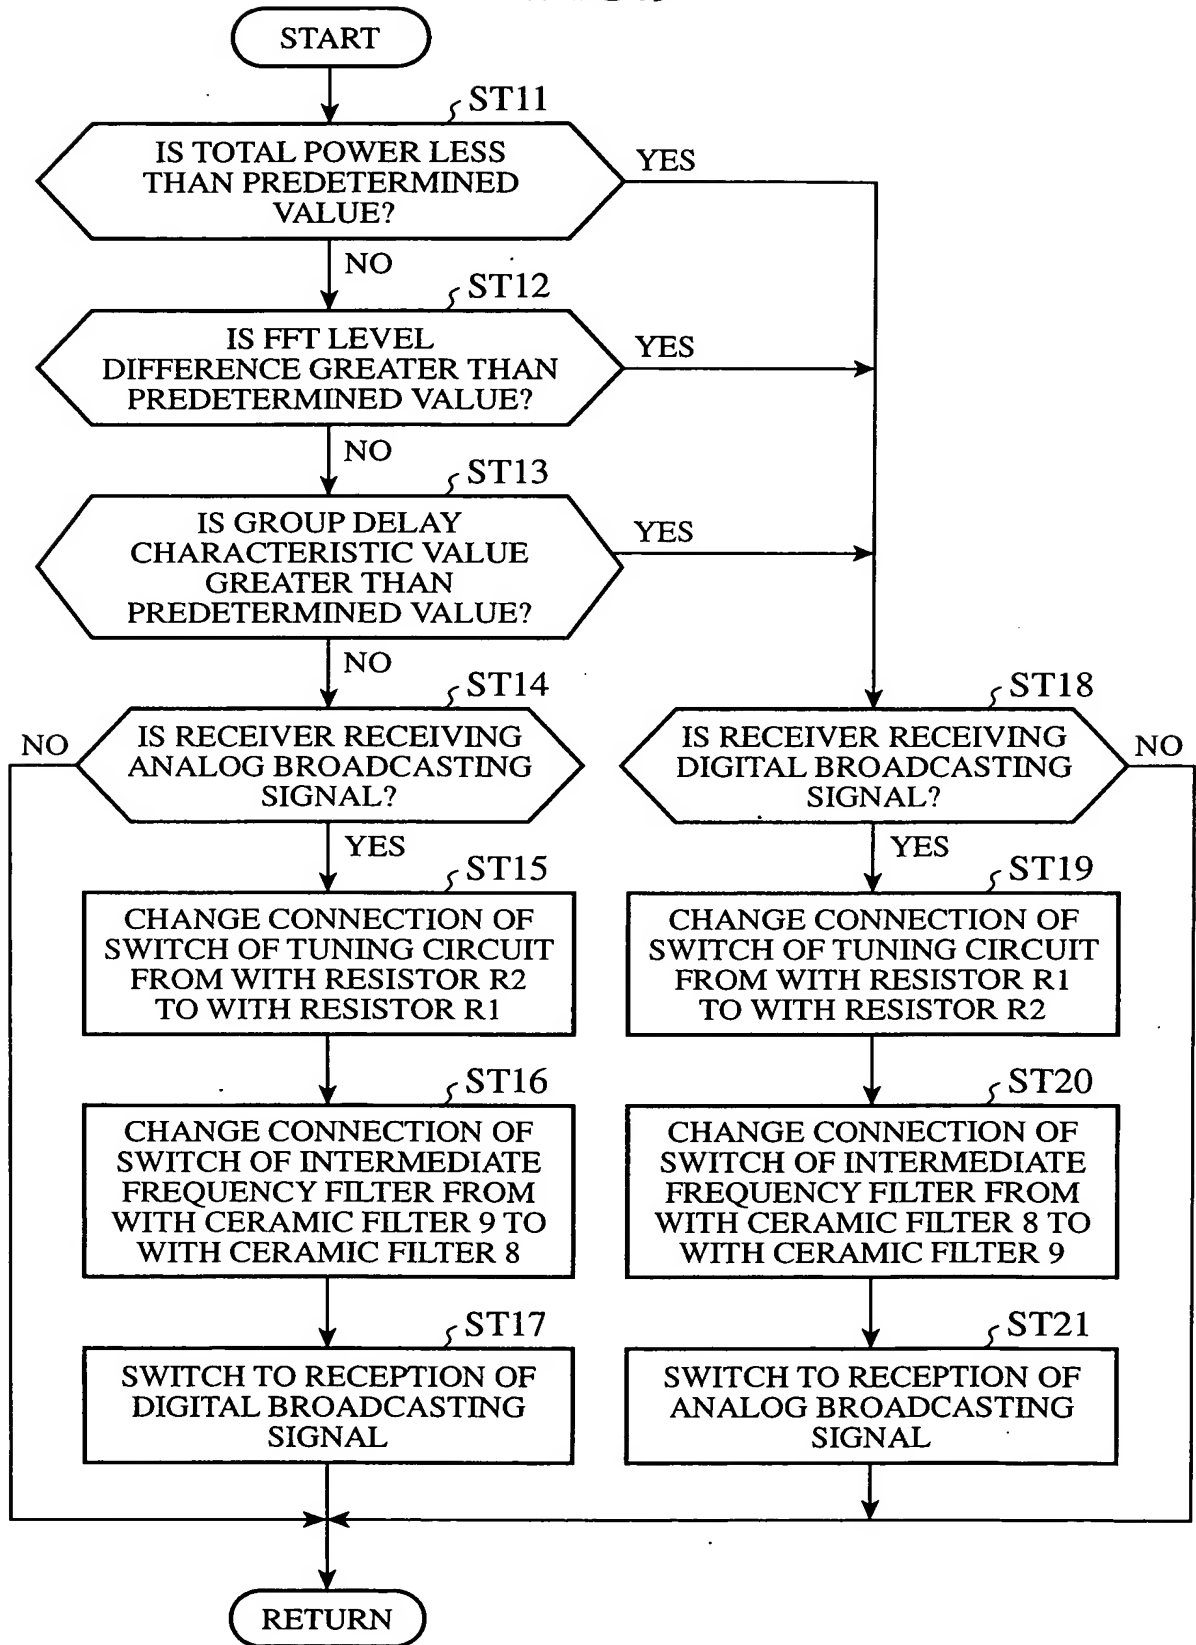 START
ST11
IS TOTAL POWER LESS
THAN PREDETERMINED
VALUE?
YES
NO
ST12
IS FFT LEVEL
DIFFERENCE GREATER THAN
PREDETERMINED VALUE?
YES
NO
ST13
IS GROUP DELAY
CHARACTERISTIC VALUE
GREATER THAN
PREDETERMINED VALUE?
YES
NO
ST14
IS RECEIVER RECEIVING
ANALOG BROADCASTING
SIGNAL?
NO
YES
ST18
IS RECEIVER RECEIVING
DIGITAL BROADCASTING
SIGNAL?
NO
YES
ST15
CHANGE CONNECTION OF
SWITCH OF TUNING CIRCUIT
FROM WITH RESISTOR R2
TO WITH RESISTOR R1
ST19
CHANGE CONNECTION OF
SWITCH OF TUNING CIRCUIT
FROM WITH RESISTOR R1
TO WITH RESISTOR R2
ST16
CHANGE CONNECTION OF
SWITCH OF INTERMEDIATE
FREQUENCY FILTER FROM
WITH CERAMIC FILTER 9 TO
WITH CERAMIC FILTER 8
ST20
CHANGE CONNECTION OF
SWITCH OF INTERMEDIATE
FREQUENCY FILTER FROM
WITH CERAMIC FILTER 8 TO
WITH CERAMIC FILTER 9
ST17
SWITCH TO RECEPTION OF
DIGITAL BROADCASTING
SIGNAL
ST21
SWITCH TO RECEPTION OF
ANALOG BROADCASTING
SIGNAL
RETURN